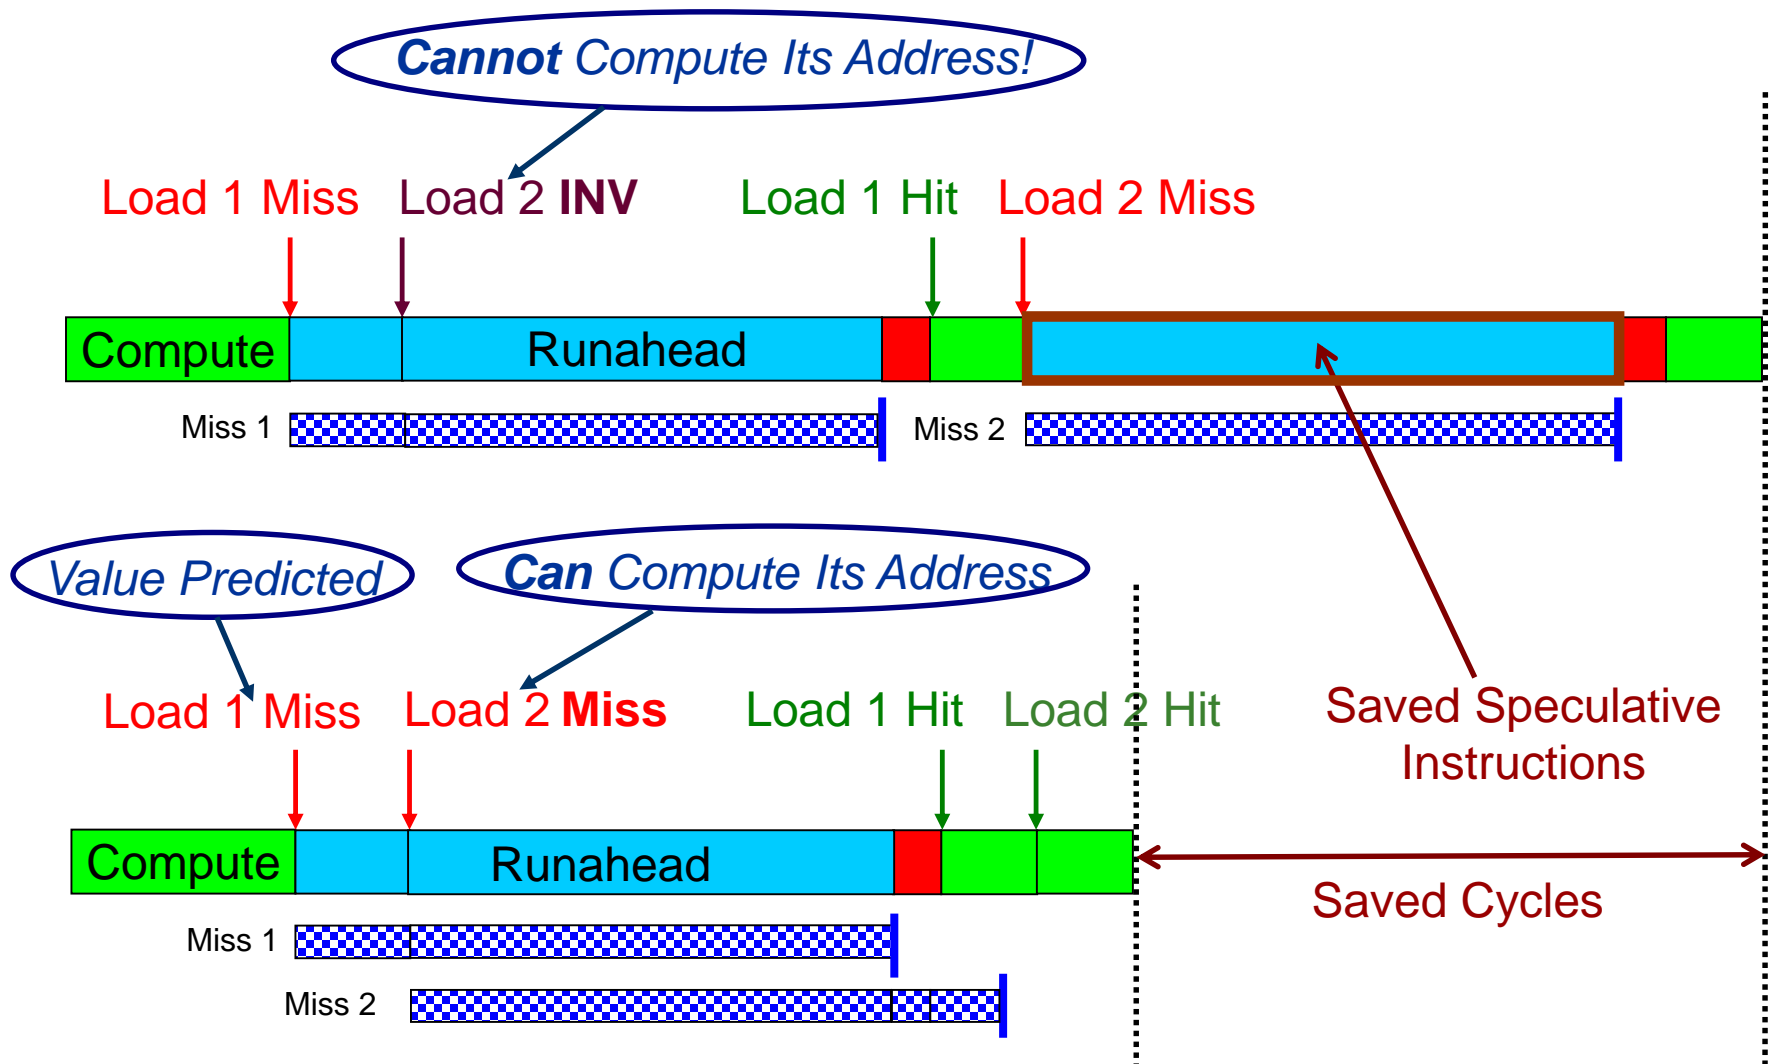 Cannot Compute Its Address!
Load 1 Miss
Load 2 INV
Load 1 Hit
Load 2 Miss
Compute
Runahead
Miss 1
Miss 2
Value Predicted
Can Compute Its Address
Load 1 Miss
Load 2 Miss
Load 1 Hit
Load 2 Hit
Saved Speculative
Instructions
Compute
Runahead
Saved Cycles
Miss 1
Miss 2